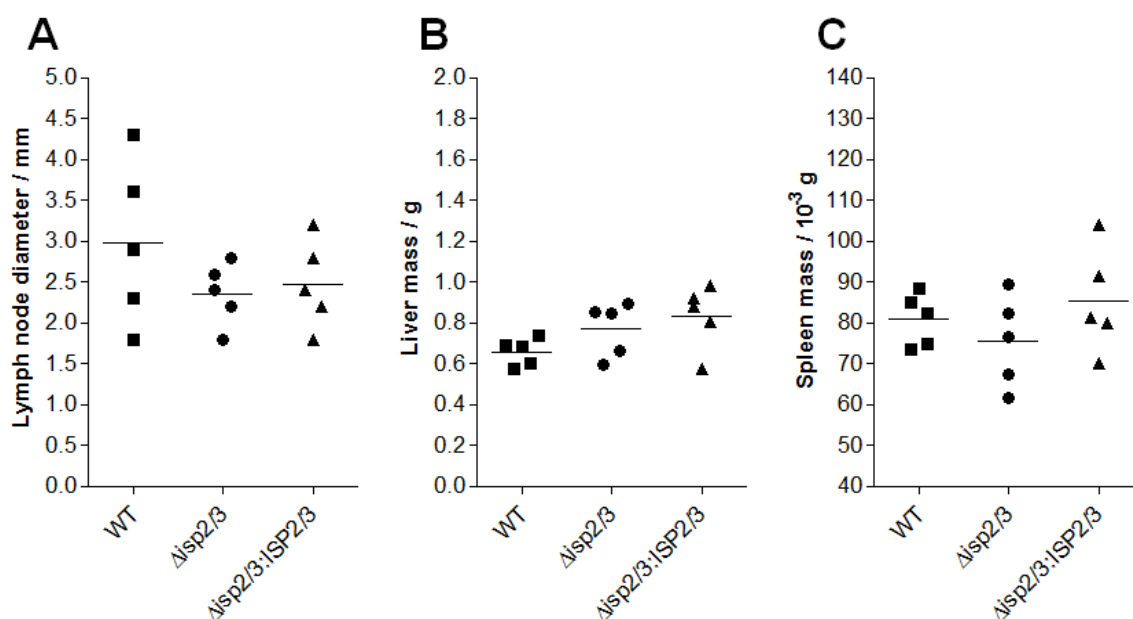 A
Lymph node diameter / mm
5.0
4.5
4.0
3.5
3.0
2.5
2.0
1.5
1.0
0.5
0.0
WT
Δisp2/3
Δisp2/3:ISP2/3
B
Liver mass / g
2.0
1.8
1.6
1.4
1.2
1.0
0.8
0.6
0.4
0.2
0.0
WT
Δisp2/3
Δisp2/3:ISP2/3
C
Spleen mass / 10⁻³ g
140
130
120
110
100
90
80
70
60
50
40
WT
Δisp2/3
Δisp2/3:ISP2/3